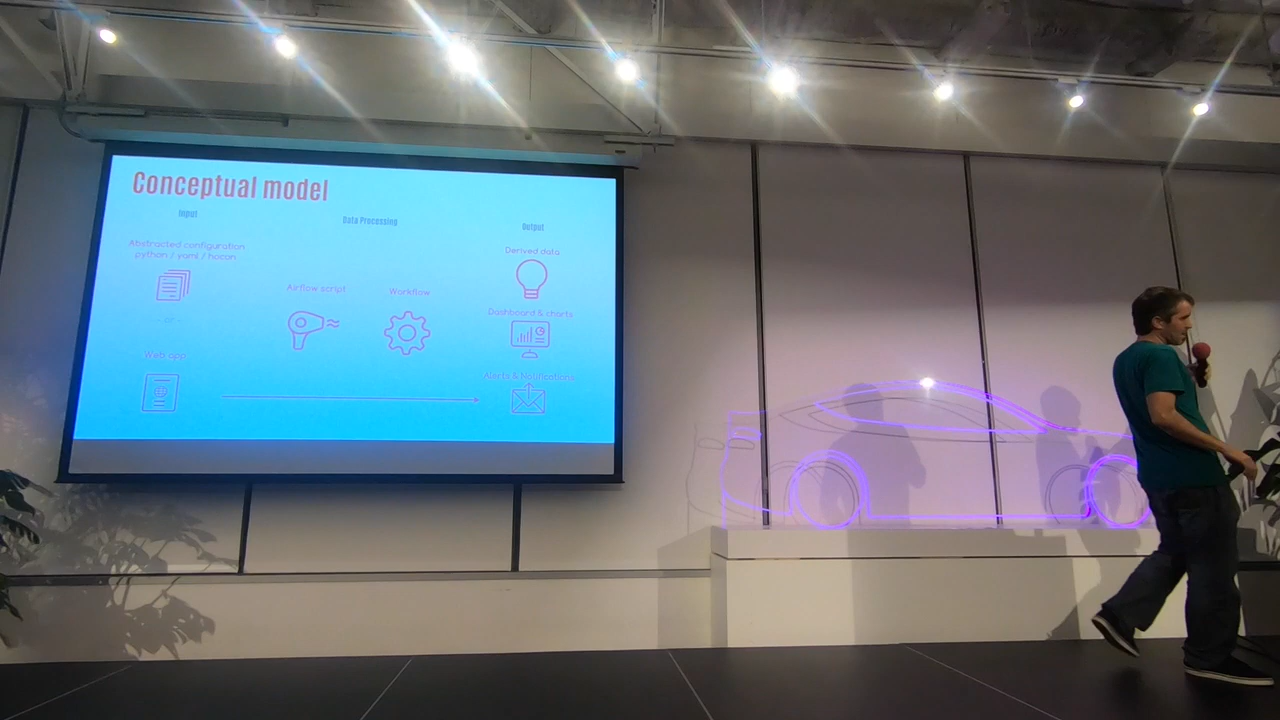 Conceptual model
Input
Data Processing
Output
Abstracted configuration
python / yaml / hocon
- or -
Web app
Airflow script
Workflow
Derived data
Dashboard & charts
Alerts & Notifications